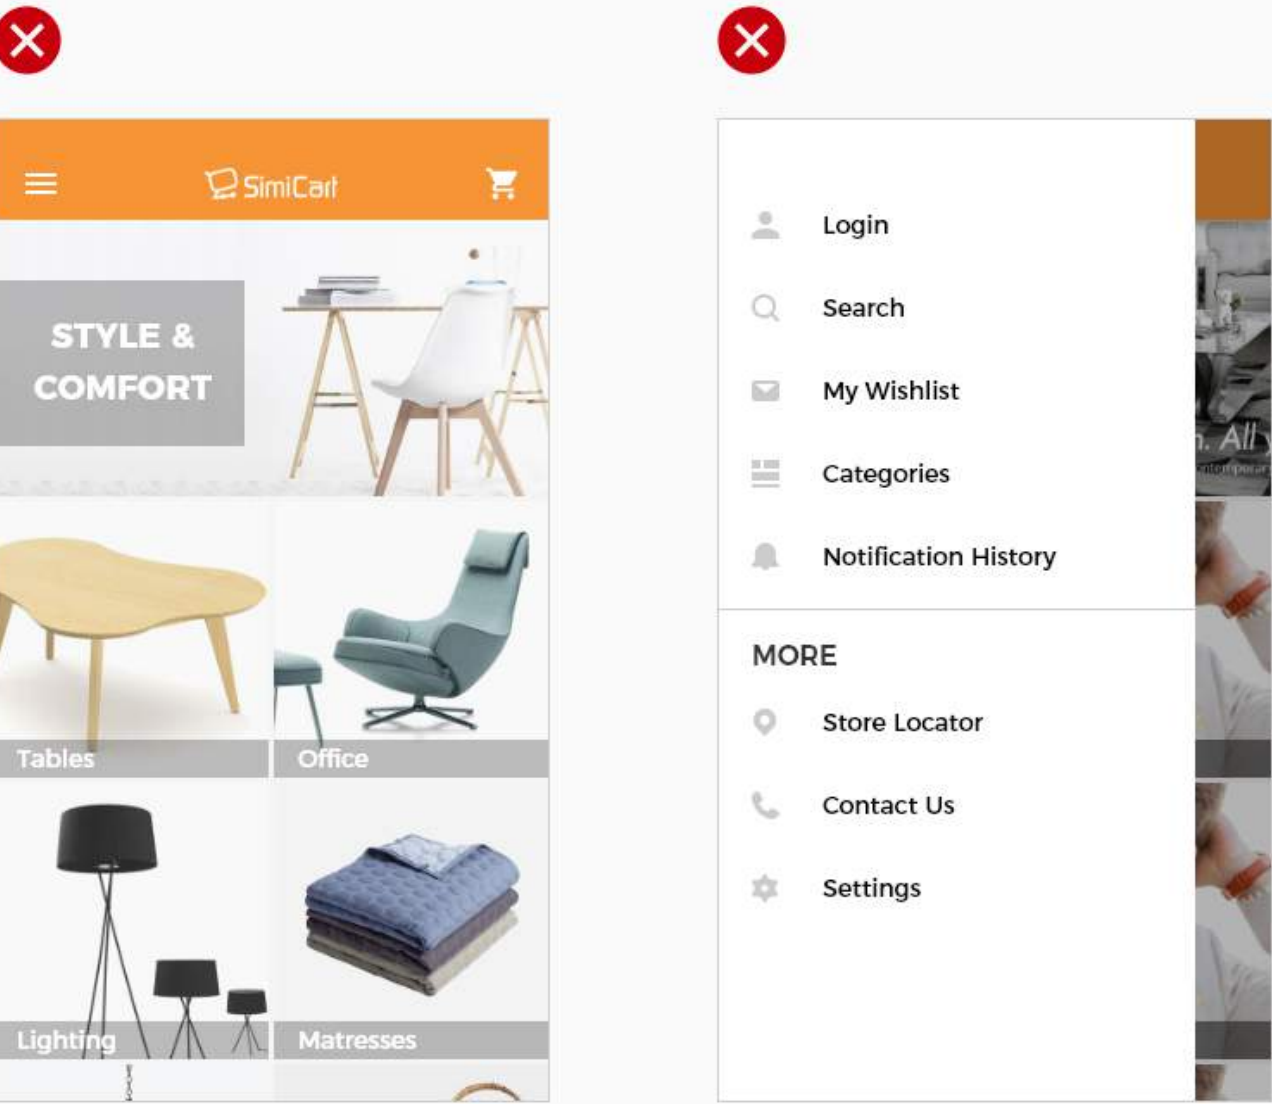 SimiCart
STYLE &
COMFORT
Tables
Office
Lighting
Matresses
Login
Search
My Wishlist
Categories
Notification History
MORE
Store Locator
Contact Us
Settings
All